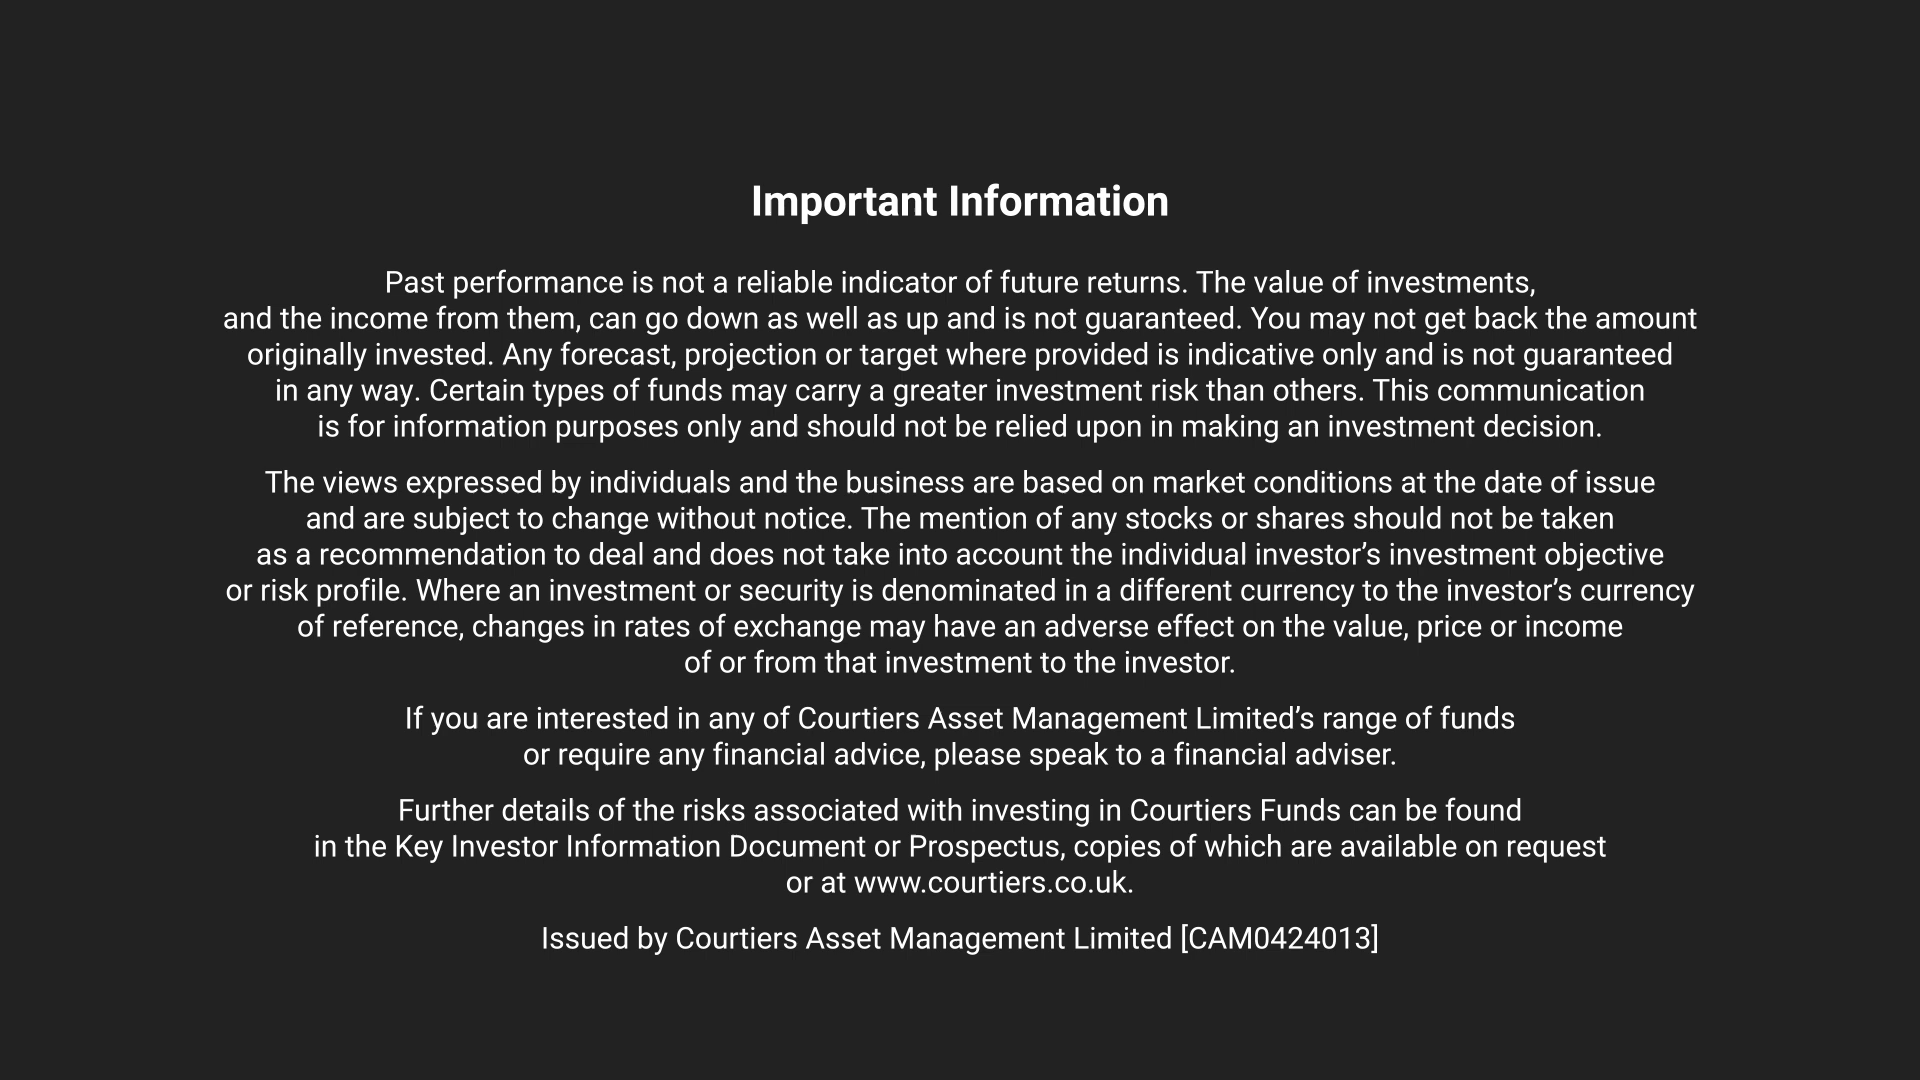 Important Information
Past performance is not a reliable indicator of future returns. The value of investments,
and the income from them, can go down as well as up and is not guaranteed. You may not get back the amount
originally invested. Any forecast, projection or target where provided is indicative only and is not guaranteed
in any way. Certain types of funds may carry a greater investment risk than others. This communication
is for information purposes only and should not be relied upon in making an investment decision.
The views expressed by individuals and the business are based on market conditions at the date of issue
and are subject to change without notice. The mention of any stocks or shares should not be taken
as a recommendation to deal and does not take into account the individual investor’s investment objective
or risk profile. Where an investment or security is denominated in a different currency to the investor’s currency
of reference, changes in rates of exchange may have an adverse effect on the value, price or income
of or from that investment to the investor.
If you are interested in any of Courtiers Asset Management Limited’s range of funds
or require any financial advice, please speak to a financial adviser.
Further details of the risks associated with investing in Courtiers Funds can be found
in the Key Investor Information Document or Prospectus, copies of which are available on request
or at www.courtiers.co.uk.
Issued by Courtiers Asset Management Limited [CAM0424013]